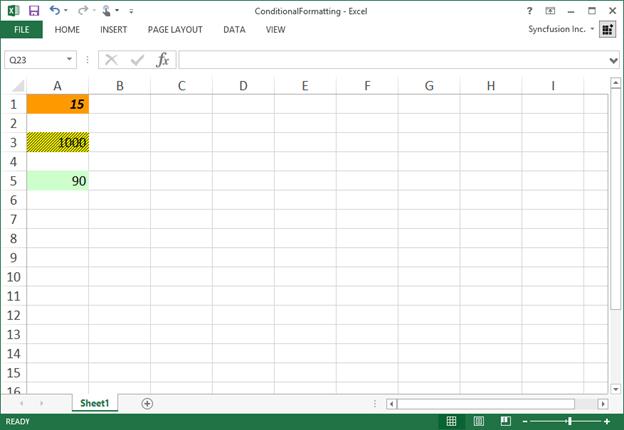 ConditionalFormatting - Excel
?
FILE HOME INSERT PAGE LAYOUT DATA VIEW Syncfusion Inc.
Q23 fx
A B C D E F G H I
1 15
2
3 1000
4
5 90
6
7
8
9
10
11
12
13
14
15
16
Sheet1
READY